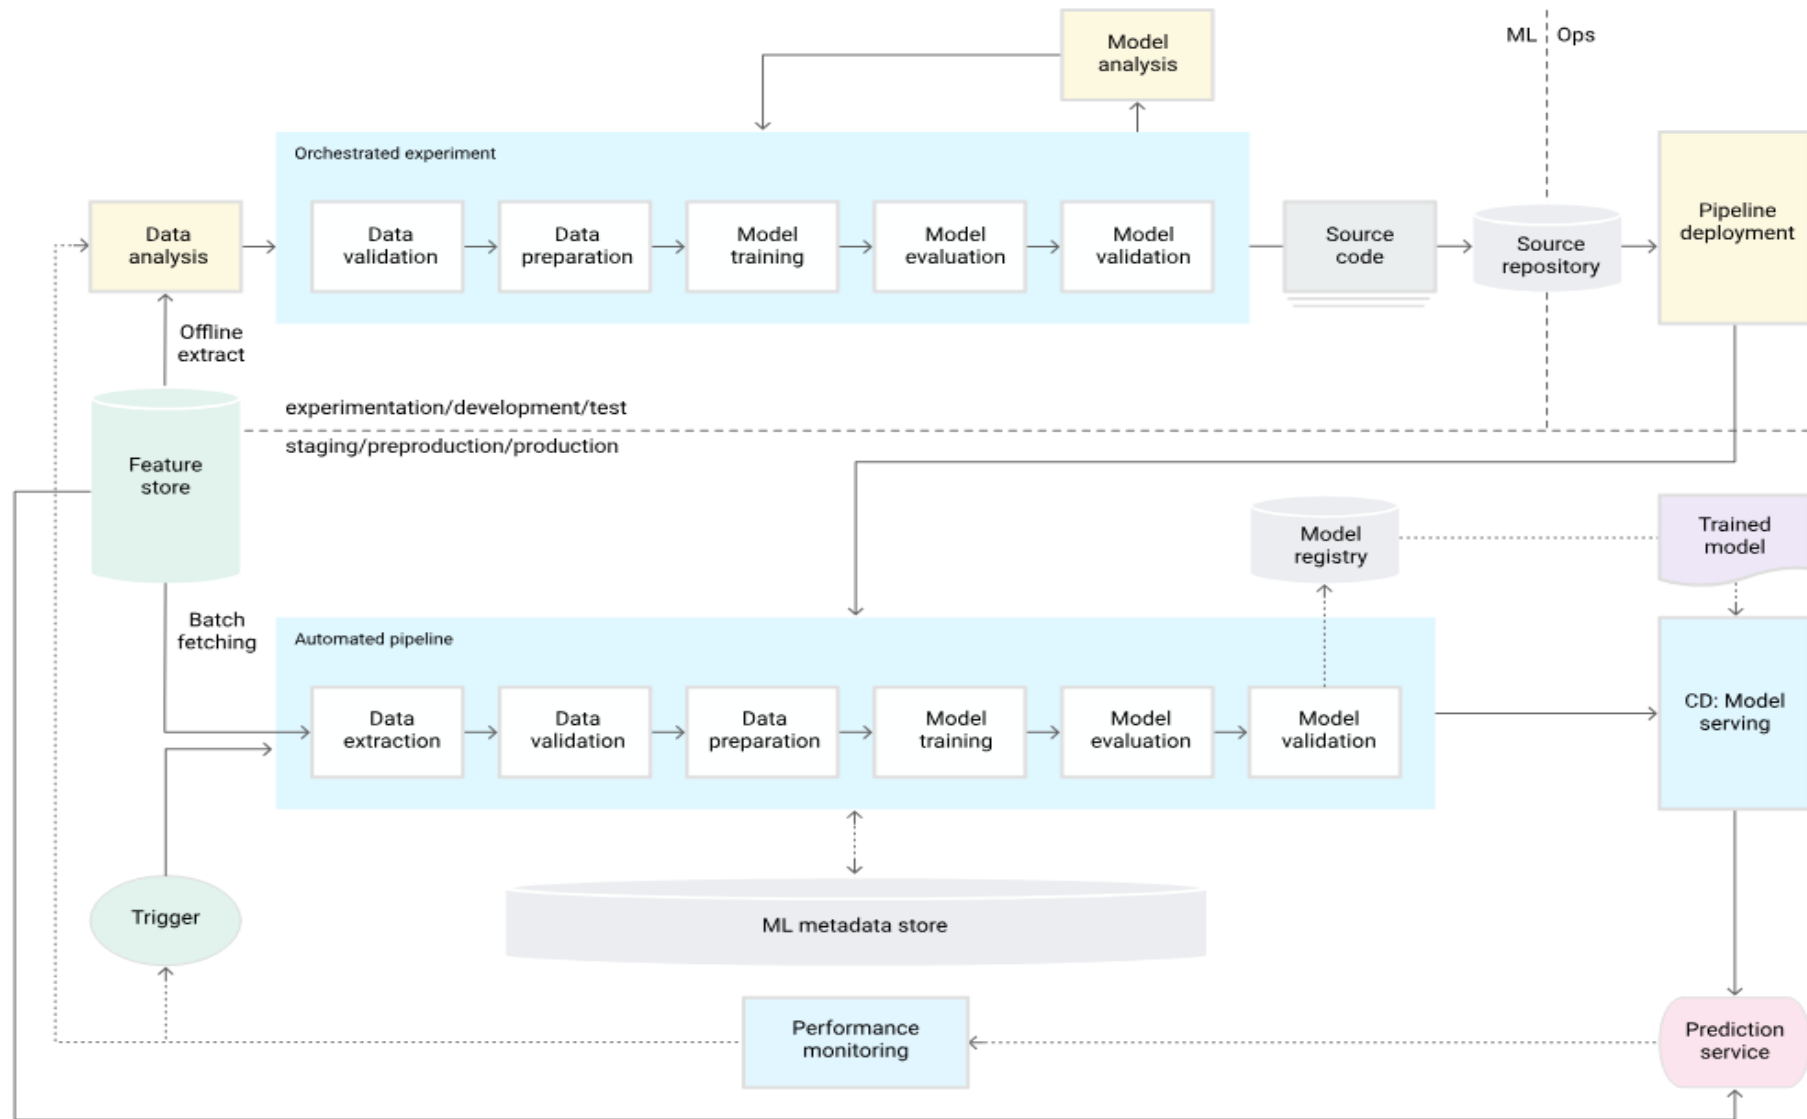 Model
analysis
ML
Ops
Orchestrated experiment
Data
analysis
Data
validation
Data
preparation
Model
training
Model
evaluation
Model
validation
Source
code
Source
repository
Pipeline
deployment
Offline
extract
experimentation/development/test
staging/preproduction/production
Feature
store
Model
registry
Trained
model
Batch
fetching
Automated pipeline
Data
extraction
Data
validation
Data
preparation
Model
training
Model
evaluation
Model
validation
CD: Model
serving
Trigger
ML metadata store
Performance
monitoring
Prediction
service